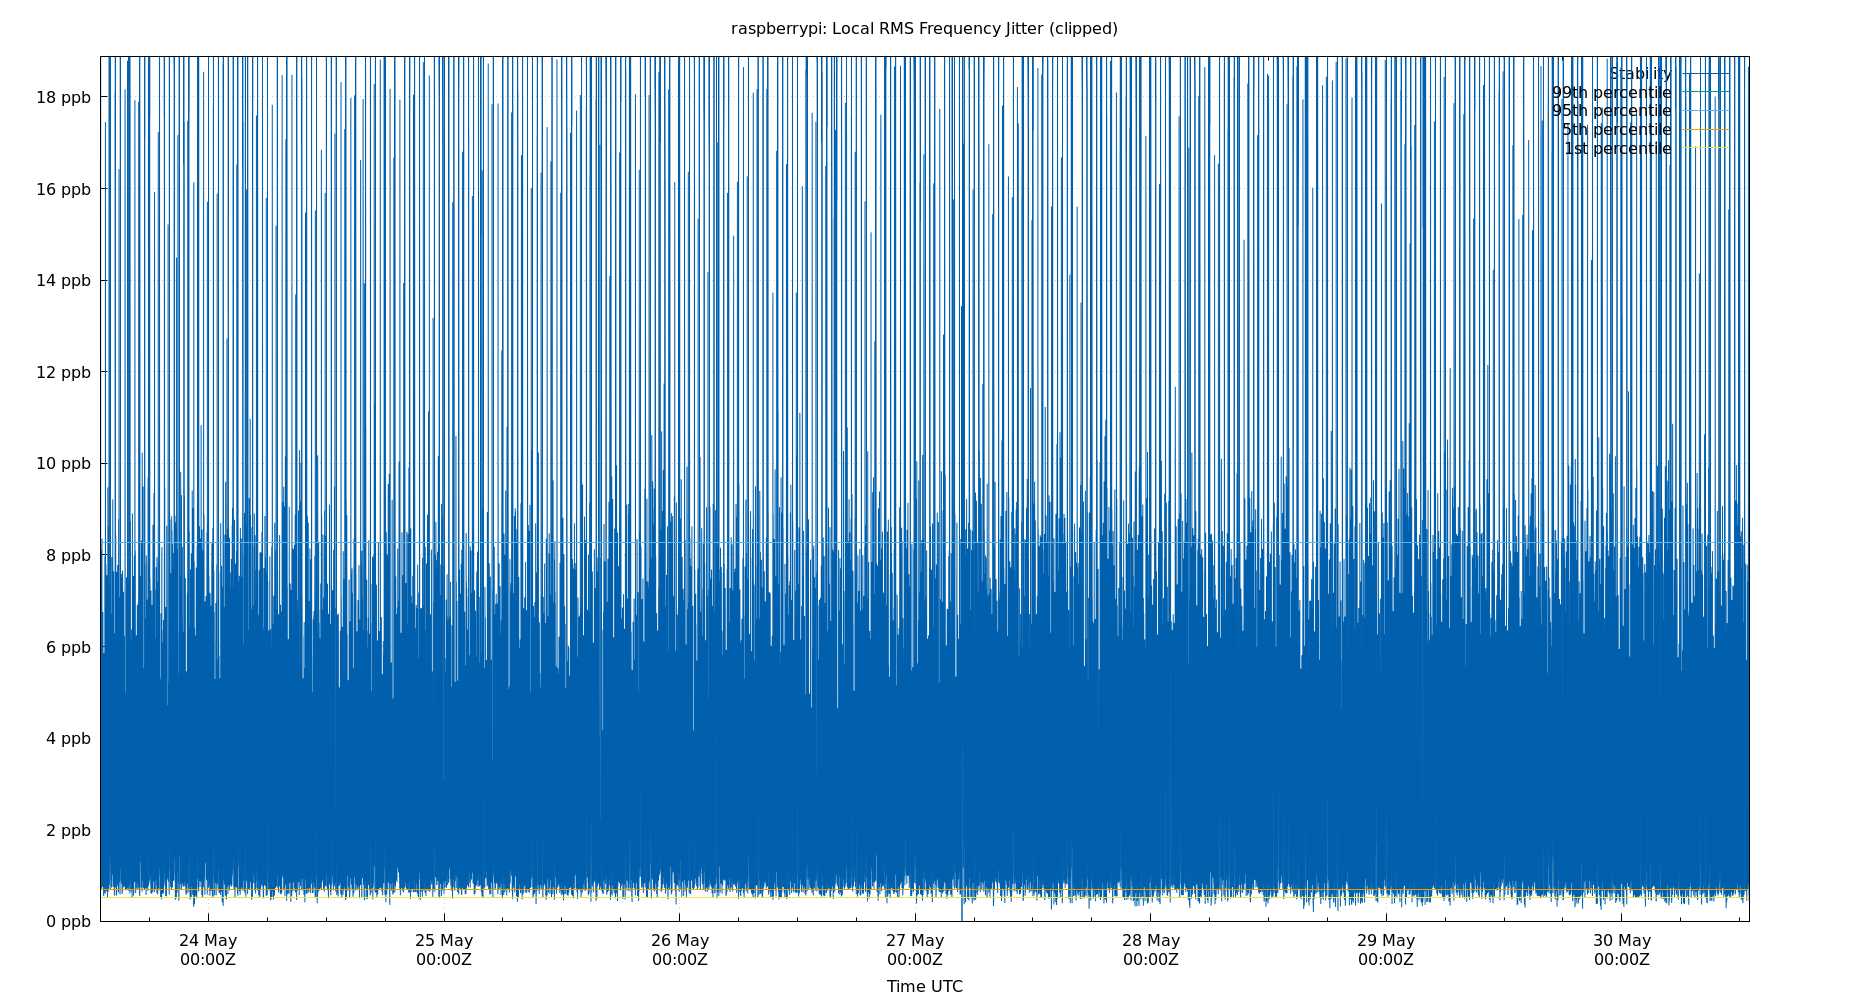 raspberrypi: Local RMS Frequency Jitter (clipped)
18 ppb
16 ppb
14 ppb
12 ppb
10 ppb
8 ppb
6 ppb
4 ppb
2 ppb
0 ppb
Stability
99th percentile
95th percentile
5th percentile
1st percentile
24 May 25 May 26 May 27 May 28 May 29 May 30 May
00:00Z 00:00Z 00:00Z 00:00Z 00:00Z 00:00Z 00:00Z
Time UTC